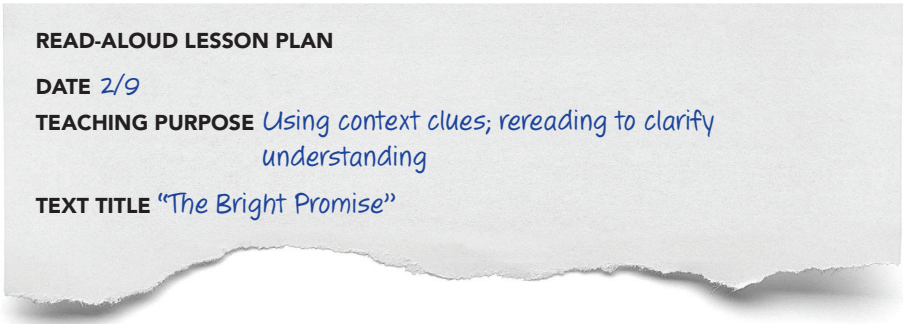 READ-ALOUD LESSON PLAN
DATE 2/9
TEACHING PURPOSE Using context clues; rereading to clarify
understanding
TEXT TITLE “The Bright Promise”